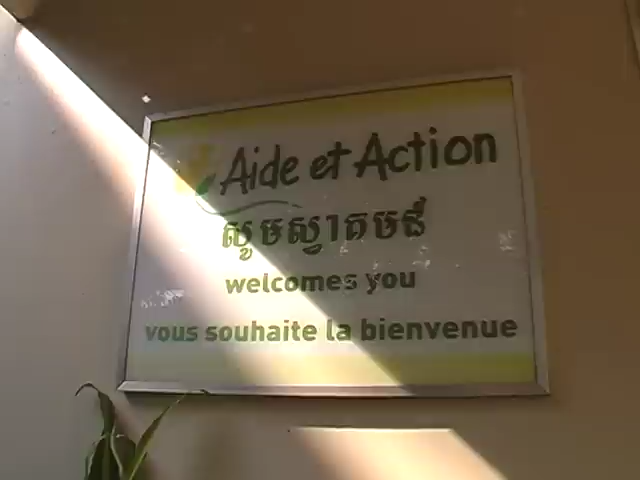 Aide et Action
សូមស្វាគមន៍
welcomes you
vous souhaite la bienvenue